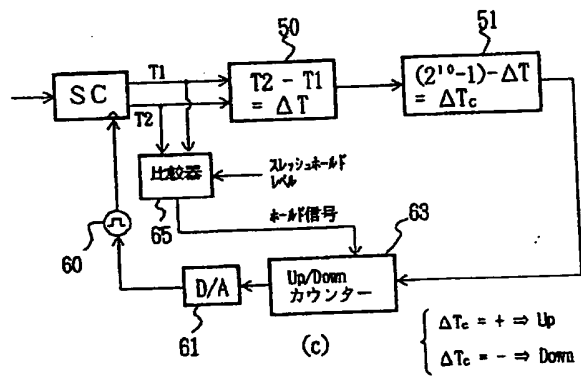 50
51
T1
SC
T2
T2 - T1
= ΔT
(2¹⁰-1)-ΔT
= ΔTc
比較器
スレッシュホールド
レベル
65
ホールド信号
63
60
D/A
Up/Down
カウンター
61
(c)
ΔTc = + ⇒ Up
ΔTc = - ⇒ Down